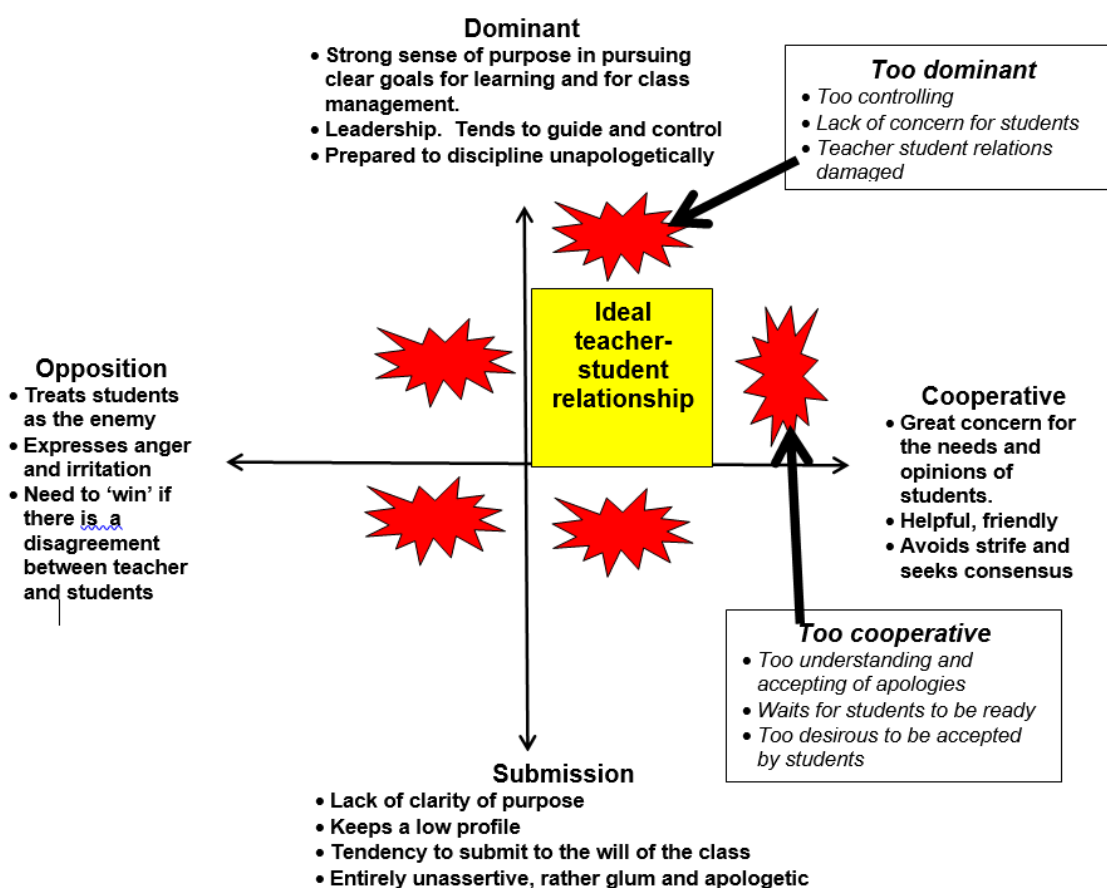 Dominant
• Strong sense of purpose in pursuing
clear goals for learning and for class
management.
• Leadership. Tends to guide and control
• Prepared to discipline unapologetically
Too dominant
• Too controlling
• Lack of concern for students
• Teacher student relations
damaged
Ideal
teacher-
student
relationship
Opposition
• Treats students
as the enemy
• Expresses anger
and irritation
• Need to ‘win’ if
there is a
disagreement
between teacher
and students
Cooperative
• Great concern for
the needs and
opinions of
students.
• Helpful, friendly
• Avoids strife and
seeks consensus
Too cooperative
• Too understanding and
accepting of apologies
• Waits for students to be ready
• Too desirous to be accepted
by students
Submission
• Lack of clarity of purpose
• Keeps a low profile
• Tendency to submit to the will of the class
• Entirely unassertive, rather glum and apologetic